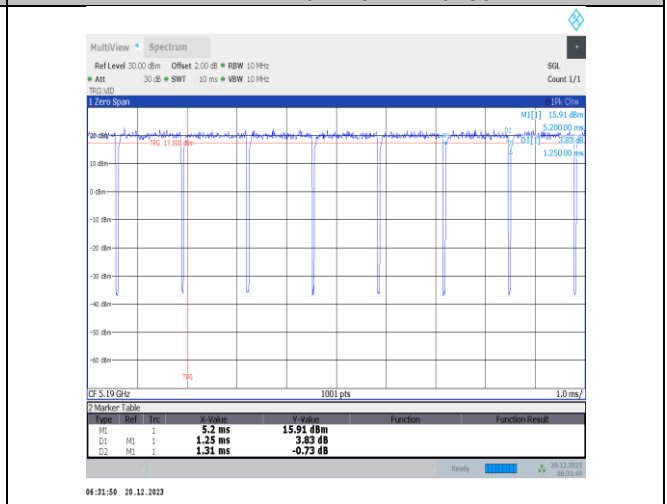 MultiView Spectrum
Ref Level 30.00 dBm Offset 2.00 dB RBW 10 MHz SGL
Att 30 dB SWT 10 ms VBW 10 MHz Count 1/1
TRG:VID
1 Zero Span 1Pk Clrw
M1[1] 15.91 dBm
5.200 00 ms
20 dBm
D1
TRG 17.300 dBm
D1[1] 3.83 dB
1.250 00 ms
10 dBm
0 dBm
-10 dBm
-20 dBm
-30 dBm
-40 dBm
-50 dBm
-60 dBm
TRG
CF 5.19 GHz 1001 pts 1.0 ms/
2 Marker Table
Type Ref Trc X-Value Y-Value Function Function Result
M1 1 5.2 ms 15.91 dBm
D1 M1 1 1.25 ms 3.83 dB
D2 M1 1 1.31 ms -0.73 dB
Ready 20.12.2023
06:31:49
06:31:50 20.12.2023